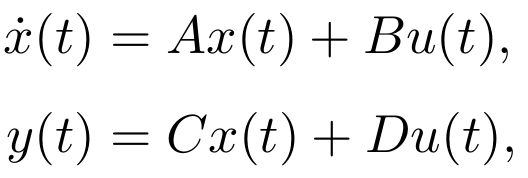 ẋ(t) = Ax(t) + Bu(t),
y(t) = Cx(t) + Du(t),